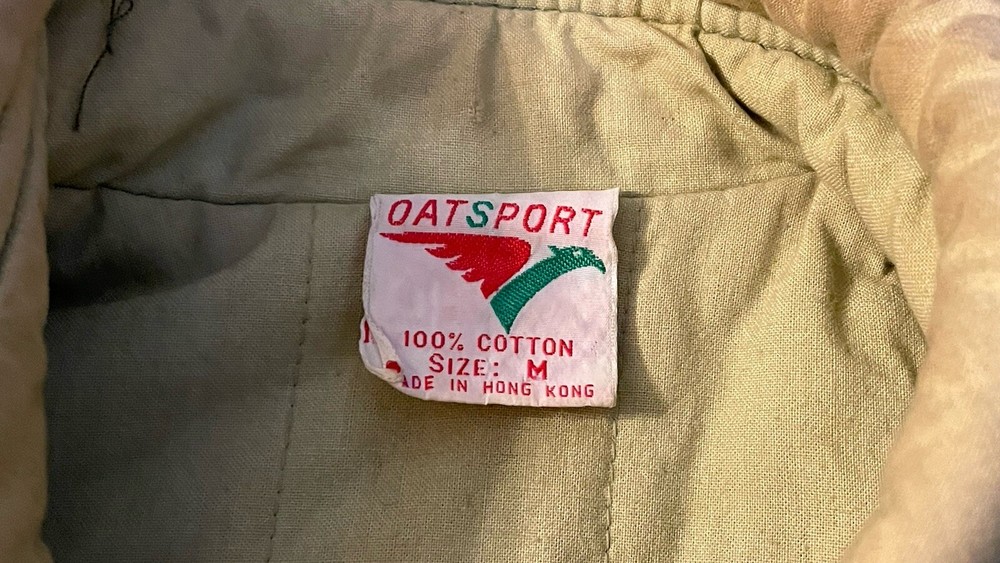 OATSPORT
100% COTTON
SIZE: M
ADE IN HONG KONG